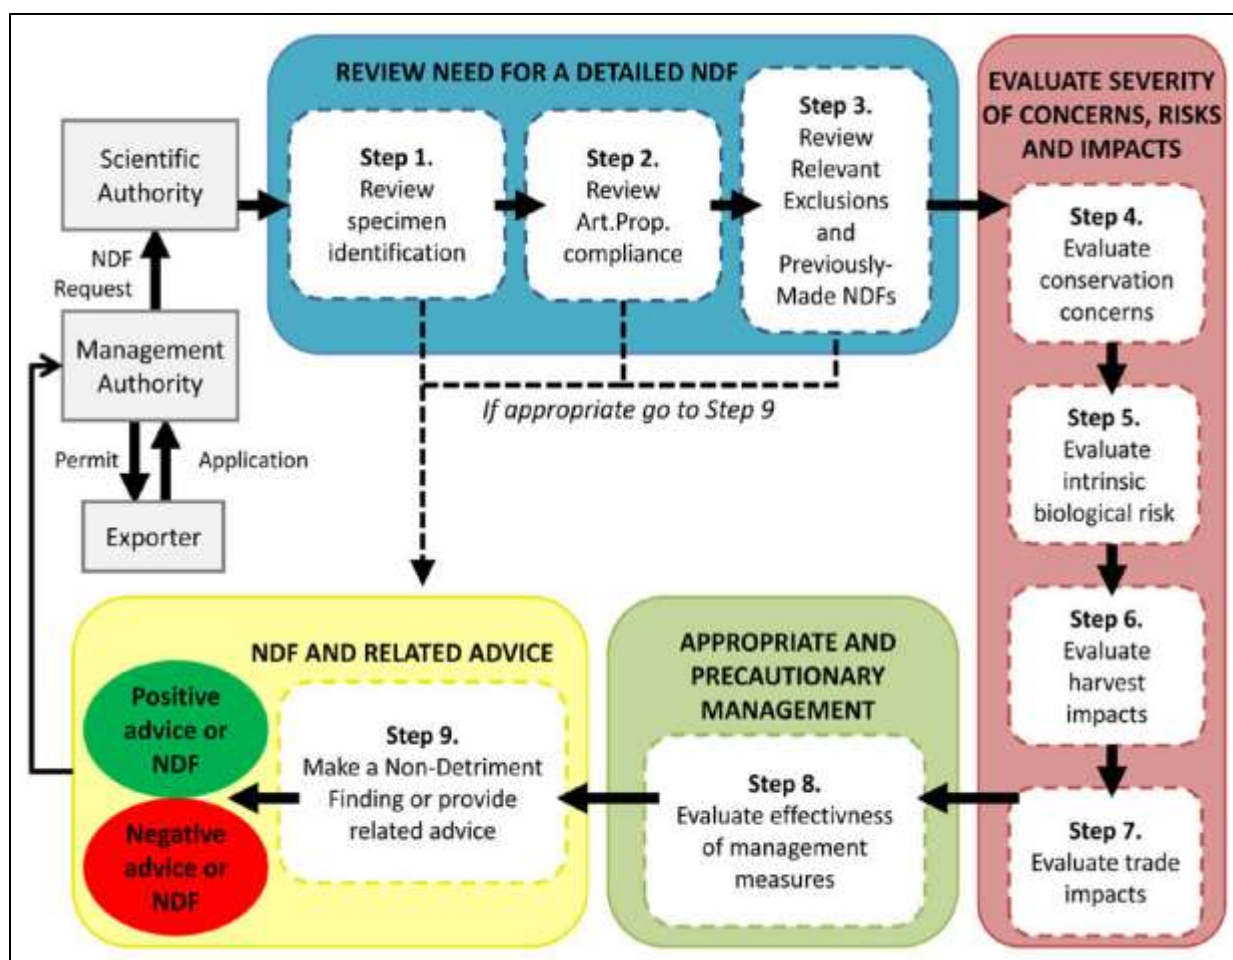 REVIEW NEED FOR A DETAILED NDF
Scientific
Authority
NDF
Request
Management
Authority
Permit
Application
Exporter
Step 1.
Review
specimen
identification
Step 2.
Review
Art.Prop.
compliance
Step 3.
Review
Relevant
Exclusions
and
Previously-
Made NDFs
If appropriate go to Step 9
EVALUATE SEVERITY
OF CONCERNS, RISKS
AND IMPACTS
Step 4.
Evaluate
conservation
concerns
Step 5.
Evaluate
intrinsic
biological risk
Step 6.
Evaluate
harvest
impacts
Step 7.
Evaluate trade
impacts
APPROPRIATE AND
PRECAUTIONARY
MANAGEMENT
Step 8.
Evaluate effectivness
of management
measures
NDF AND RELATED ADVICE
Step 9.
Make a Non-Detriment
Finding or provide
related advice
Positive
advice or
NDF
Negative
advice or
NDF